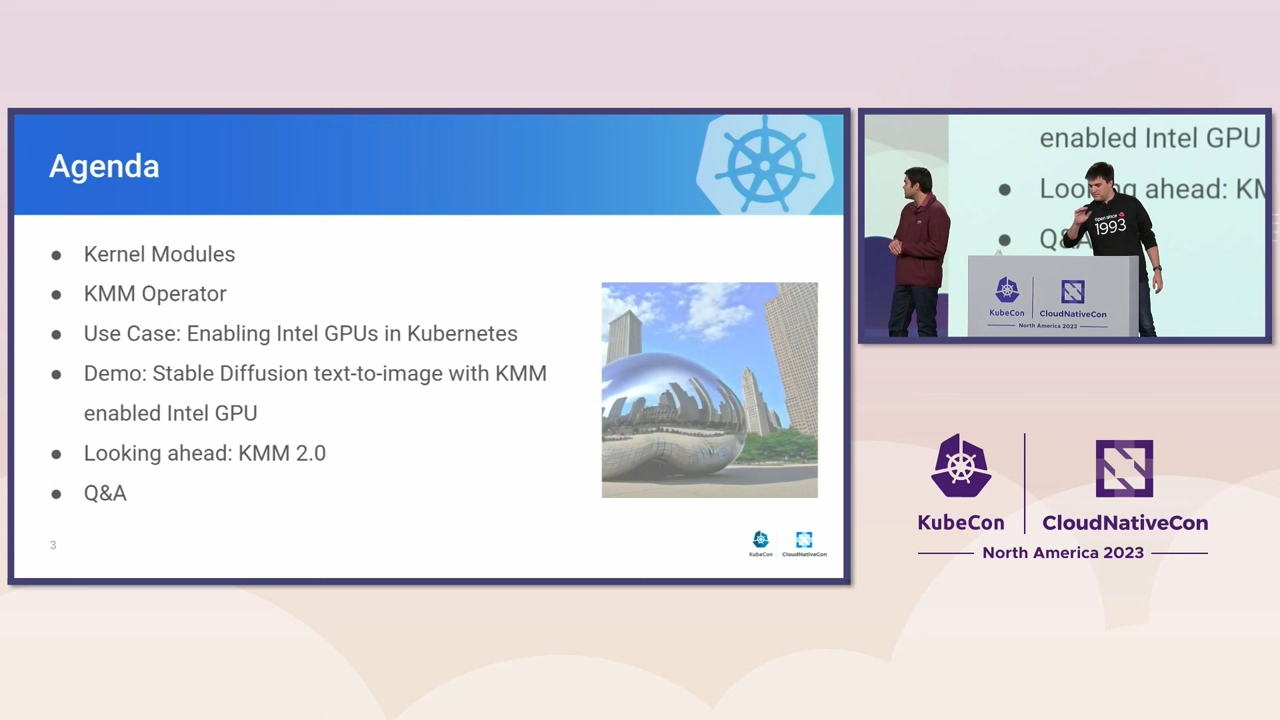 Agenda
● Kernel Modules
● KMM Operator
● Use Case: Enabling Intel GPUs in Kubernetes
● Demo: Stable Diffusion text-to-image with KMM
enabled Intel GPU
● Looking ahead: KMM 2.0
● Q&A
3
KubeCon
CloudNativeCon
enabled Intel GPU
● Looking ahead: KM
● Q&A
Open since
1993
KubeCon
CloudNativeCon
North America 2023
KubeCon
CloudNativeCon
North America 2023